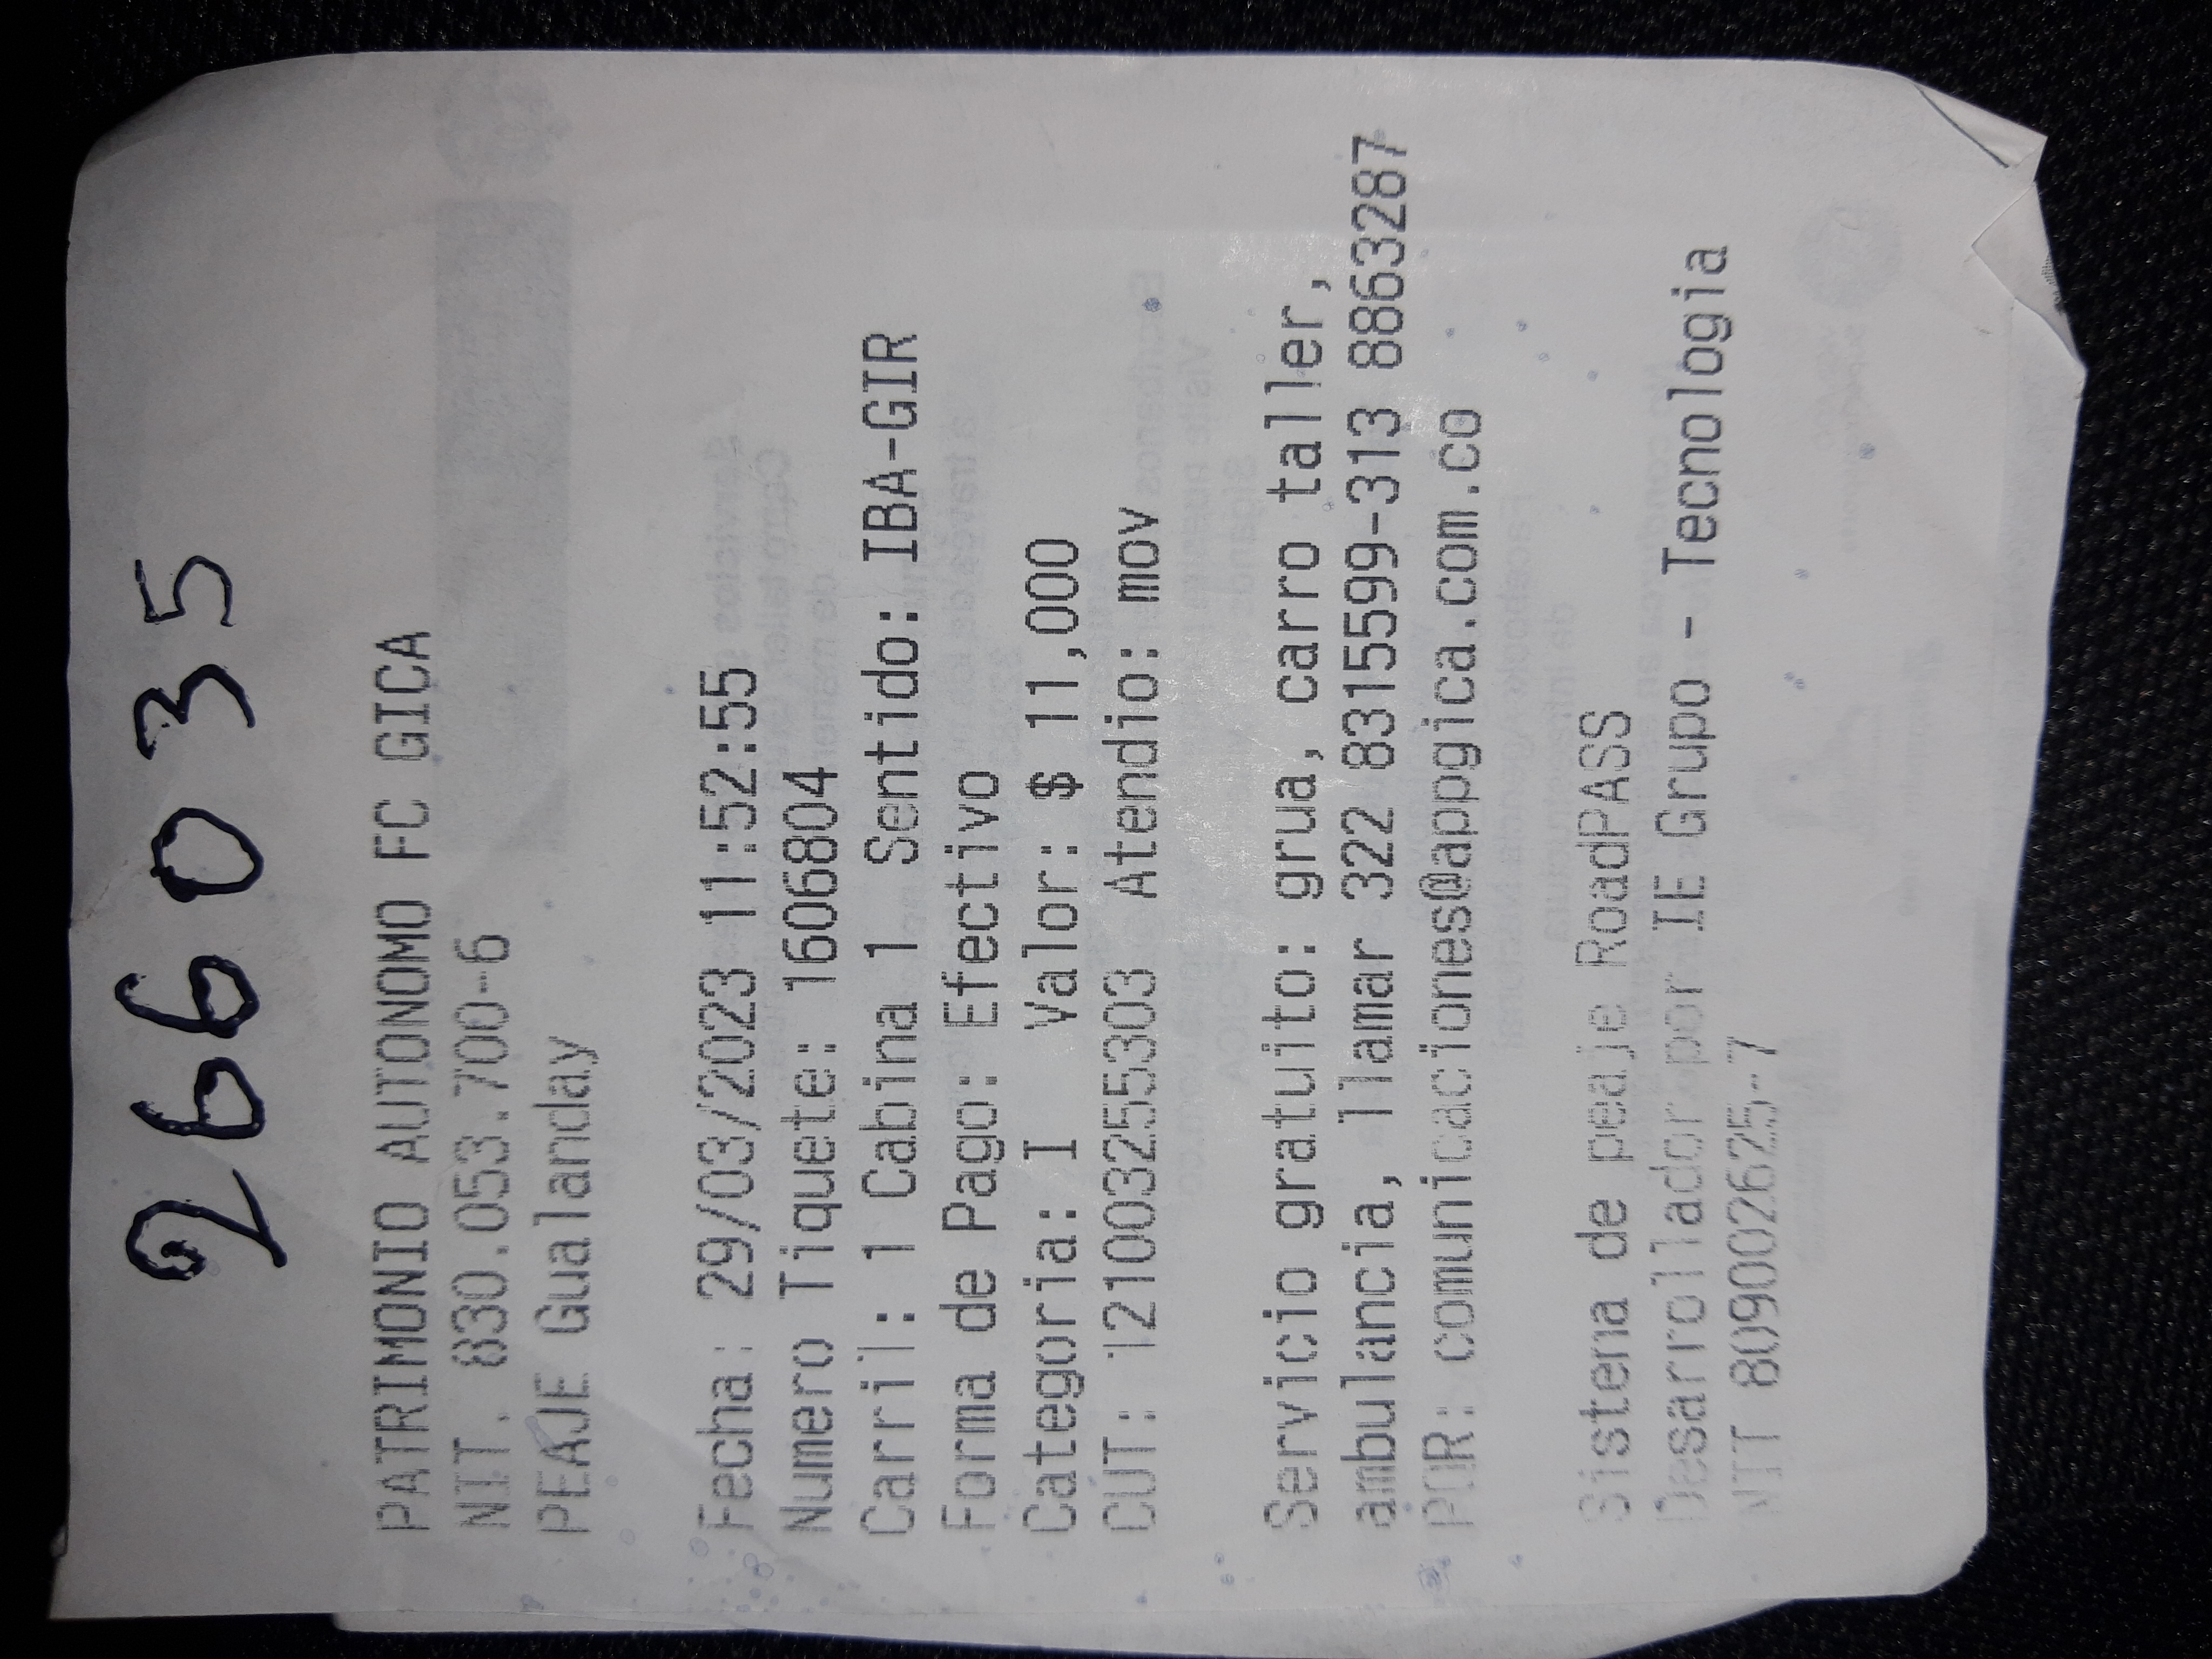 266035
PATRIMONIO AUTONOMO FC GICA
NIT. 830.053.700-6
PEAJE Gualanday
Fecha: 29/03/2023 11:52:55
Numero Tiquete: 1606804
Carril: 1 Cabina 1 Sentido: IBA-GIR
Forma de Pago: Efectivo
Categoria: I Valor: $ 11,000
CUT: 121003255303 Atendio: mov
Servicio gratuito: grua, carro taller,
ambulancia, llamar 322 8315599-313 8863287
PQR: comunicaciones@appgica.com.co
Sistema de peaje RoadPASS
Desarrollador por IE Grupo - Tecnologia
NIT 809002625-7